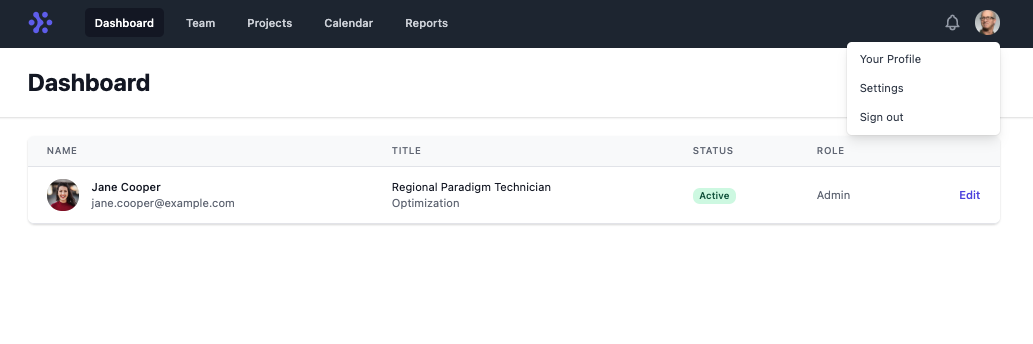 Dashboard Team Projects Calendar Reports
Your Profile
Settings
Sign out
Dashboard
NAME TITLE STATUS ROLE
Jane Cooper Regional Paradigm Technician Active Admin Edit
jane.cooper@example.com Optimization